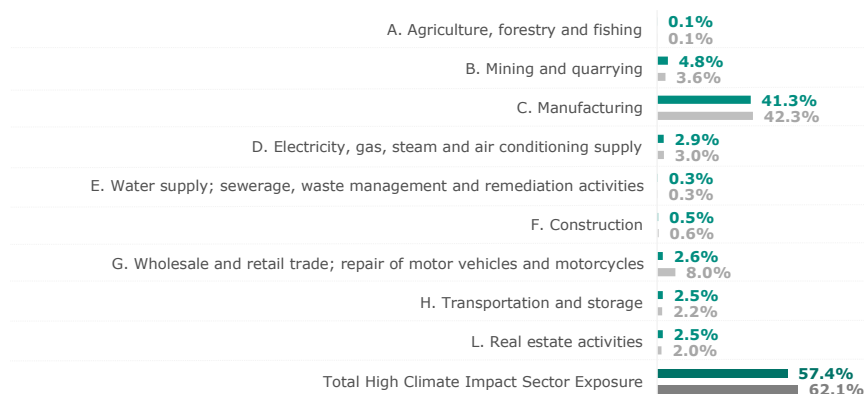 A. Agriculture, forestry and fishing
0.1%
0.1%
B. Mining and quarrying
4.8%
3.6%
C. Manufacturing
41.3%
42.3%
D. Electricity, gas, steam and air conditioning supply
2.9%
3.0%
E. Water supply; sewerage, waste management and remediation activities
0.3%
0.3%
F. Construction
0.5%
0.6%
G. Wholesale and retail trade; repair of motor vehicles and motorcycles
2.6%
8.0%
H. Transportation and storage
2.5%
2.2%
L. Real estate activities
2.5%
2.0%
Total High Climate Impact Sector Exposure
57.4%
62.1%